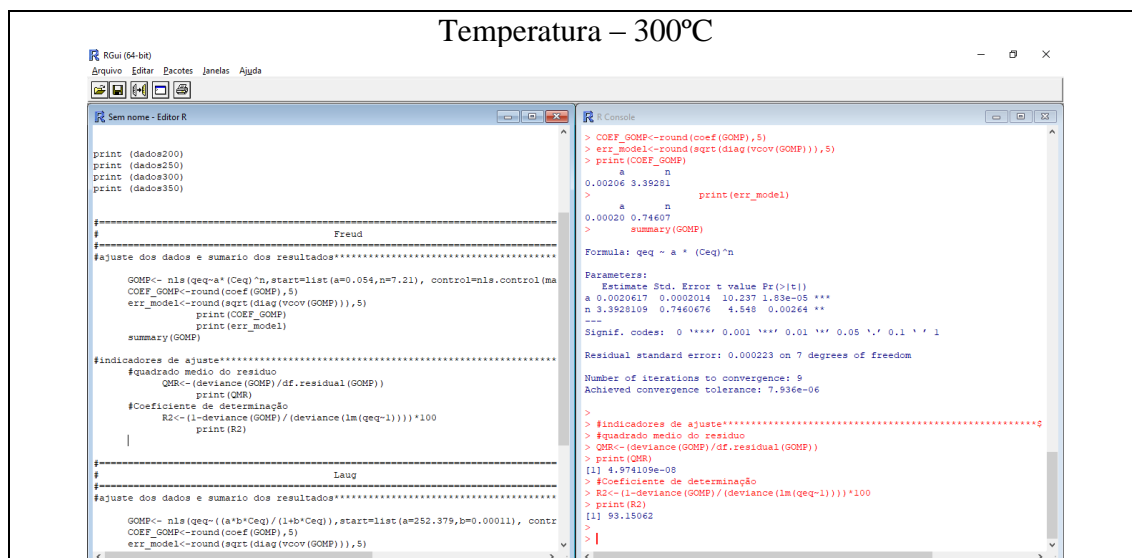 Temperatura – 300ºC
RGui (64-bit)
Arquivo Editar Pacotes Janelas Ajuda
Sem nome - Editor R
print (dados200)
print (dados250)
print (dados300)
print (dados350)
#================================================================================
# Freud
#================================================================================
#ajuste dos dados e sumario dos resultados***************************************
GOMP<- nls(qeq~a*(Ceq)^n,start=list(a=0.054,n=7.21), control=nls.control(ma
COEF_GOMP<-round(coef(GOMP),5)
err_model<-round(sqrt(diag(vcov(GOMP))),5)
print(COEF_GOMP)
print(err_model)
summary(GOMP)
#indicadores de ajuste***********************************************************
#quadrado medio do residuo
QMR<-(deviance(GOMP)/df.residual(GOMP))
print(QMR)
#Coeficiente de determinação
R2<-(1-deviance(GOMP)/(deviance(lm(qeq~1))))*100
print(R2)
#================================================================================
# Laug
#================================================================================
#ajuste dos dados e sumario dos resultados***************************************
GOMP<- nls(qeq~((a*b*Ceq)/(1+b*Ceq)),start=list(a=252.379,b=0.00011), contr
COEF_GOMP<-round(coef(GOMP),5)
err_model<-round(sqrt(diag(vcov(GOMP))),5)
R Console
> COEF_GOMP<-round(coef(GOMP),5)
> err_model<-round(sqrt(diag(vcov(GOMP))),5)
> print(COEF_GOMP)
a n
0.00206 3.39281
> print(err_model)
a n
0.00020 0.74607
> summary(GOMP)
Formula: qeq ~ a * (Ceq)^n
Parameters:
Estimate Std. Error t value Pr(>|t|)
a 0.0020617 0.0002014 10.237 1.83e-05 ***
n 3.3928109 0.7460676 4.548 0.00264 **
---
Signif. codes: 0 ‘***’ 0.001 ‘**’ 0.01 ‘*’ 0.05 ‘.’ 0.1 ‘ ’ 1
Residual standard error: 0.000223 on 7 degrees of freedom
Number of iterations to convergence: 9
Achieved convergence tolerance: 7.936e-06
>
> #indicadores de ajuste*******************************************************$
> #quadrado medio do residuo
> QMR<-(deviance(GOMP)/df.residual(GOMP))
> print(QMR)
[1] 4.974109e-08
> #Coeficiente de determinação
> R2<-(1-deviance(GOMP)/(deviance(lm(qeq~1))))*100
> print(R2)
[1] 93.15062
>
>